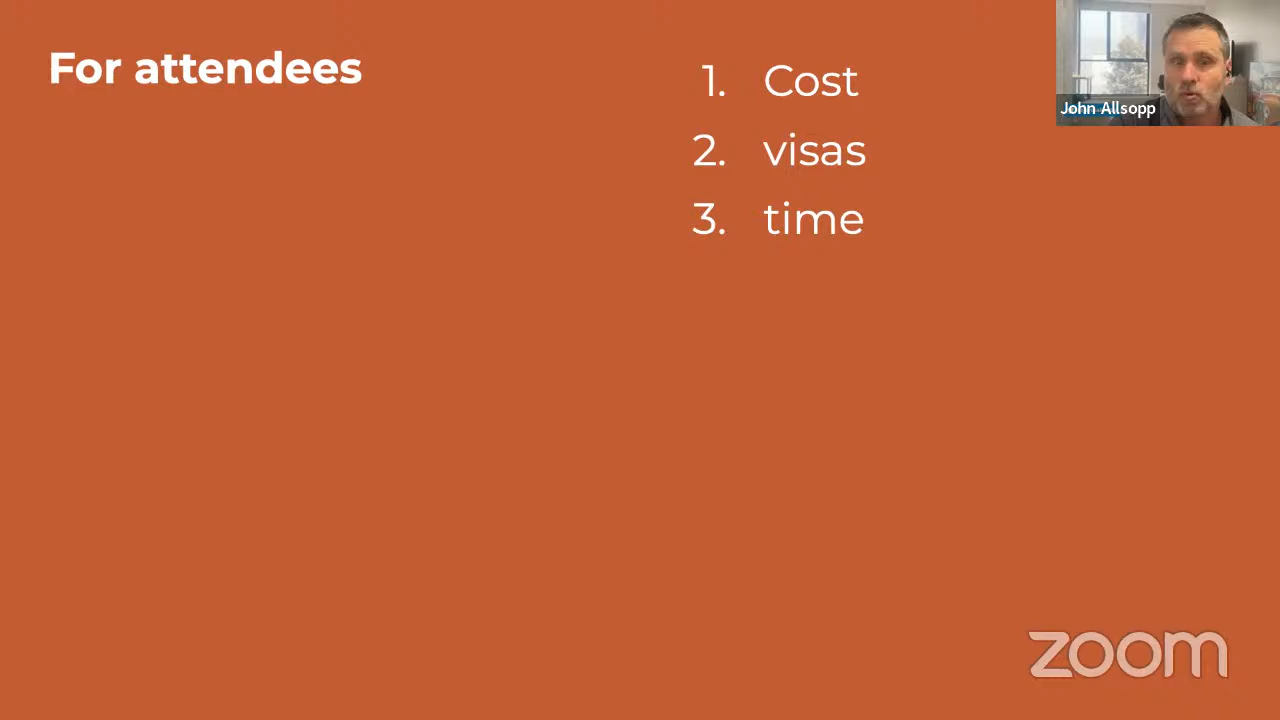 For attendees
1. Cost
2. visas
3. time
John Allsopp
zoom